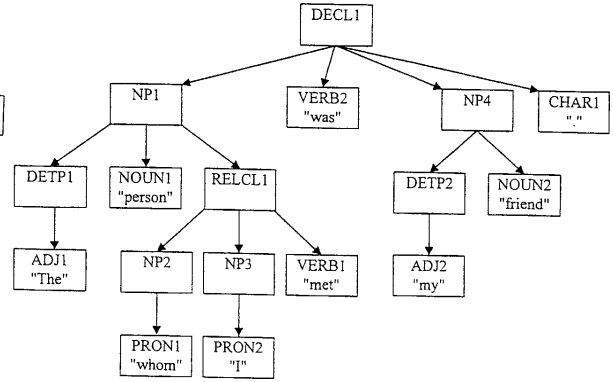 DECL1
NP1
VERB2
"was"
NP4
CHAR1
"."
DETP1
NOUN1
"person"
RELCL1
DETP2
NOUN2
"friend"
ADJ1
"The"
NP2
NP3
VERB1
"met"
ADJ2
"my"
PRON1
"whom"
PRON2
"I"